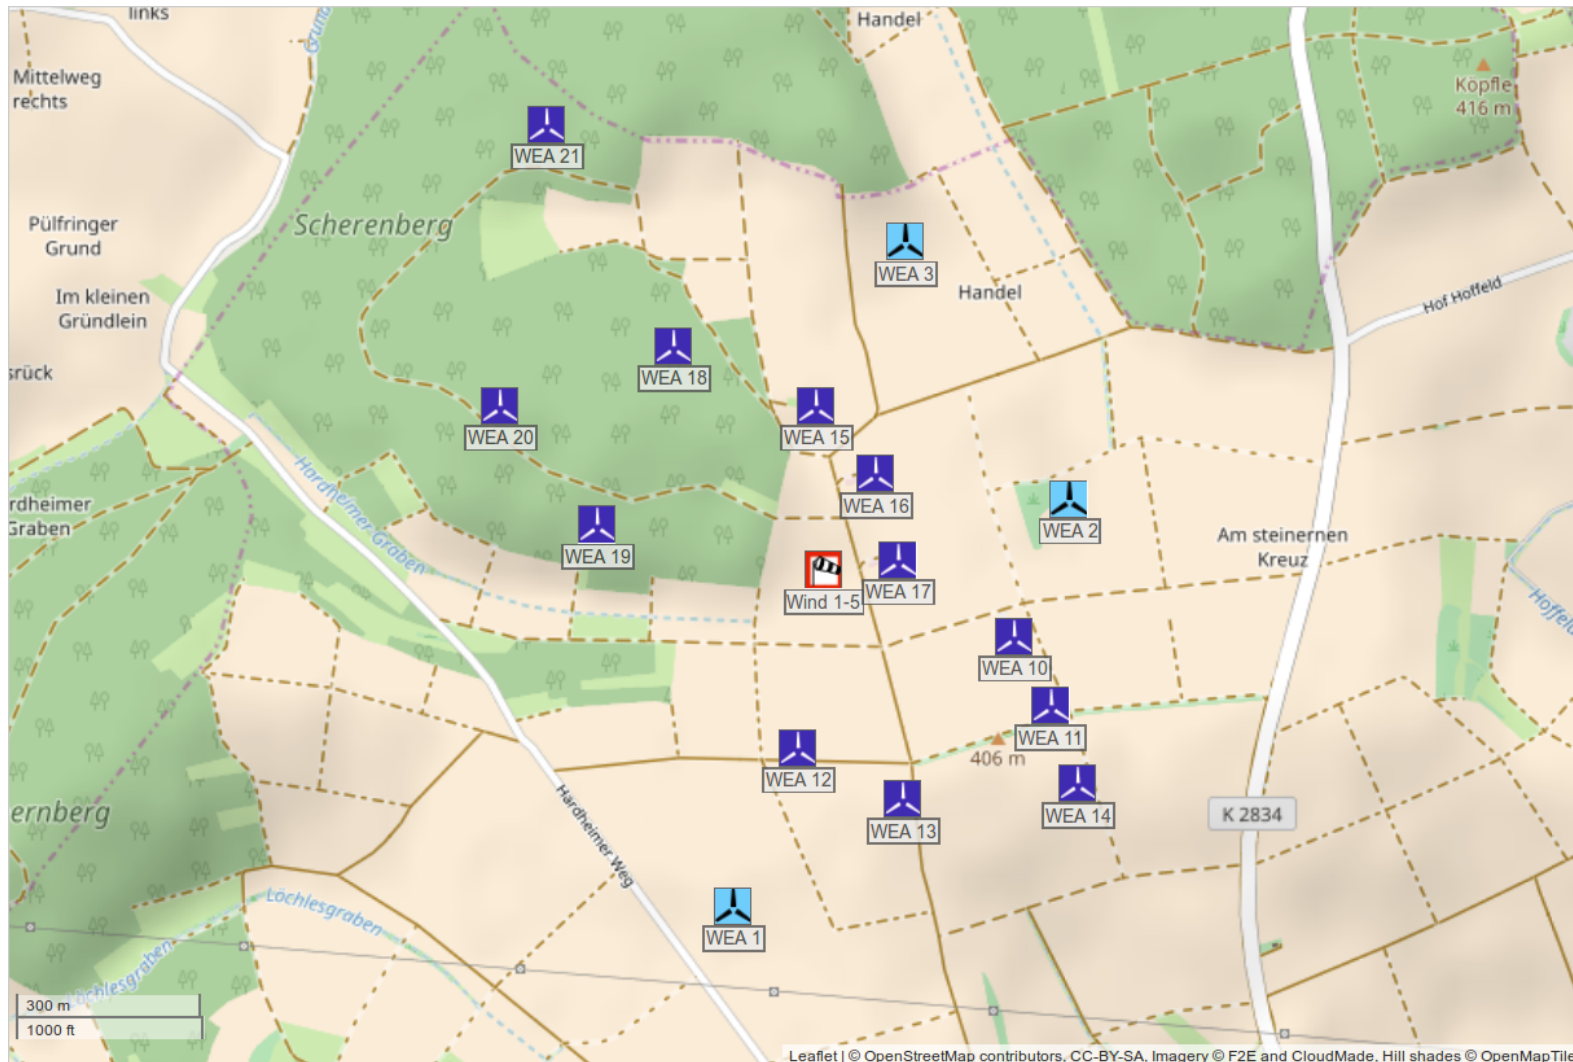 links
Handel
Grund
Mittelweg
rechts
Köpfle
416 m
WEA 21
Pülfringer
Grund
Scherenberg
WEA 3
Im kleinen
Gründlein
Handel
Hof Hoffeld
srück
WEA 18
WEA 20
WEA 15
Hardheimer Graben
rdheimer
Graben
WEA 16
WEA 2
Am steinernen
Kreuz
WEA 19
Wind 1-5
WEA 17
Hoffeld
WEA 10
WEA 11
406 m
WEA 12
WEA 14
WEA 13
K 2834
ernberg
Hardheimer Weg
Löchlesgraben
WEA 1
Löchlesgraben
300 m
1000 ft
Leaflet | © OpenStreetMap contributors, CC-BY-SA, Imagery © F2E and CloudMade, Hill shades © OpenMapTile